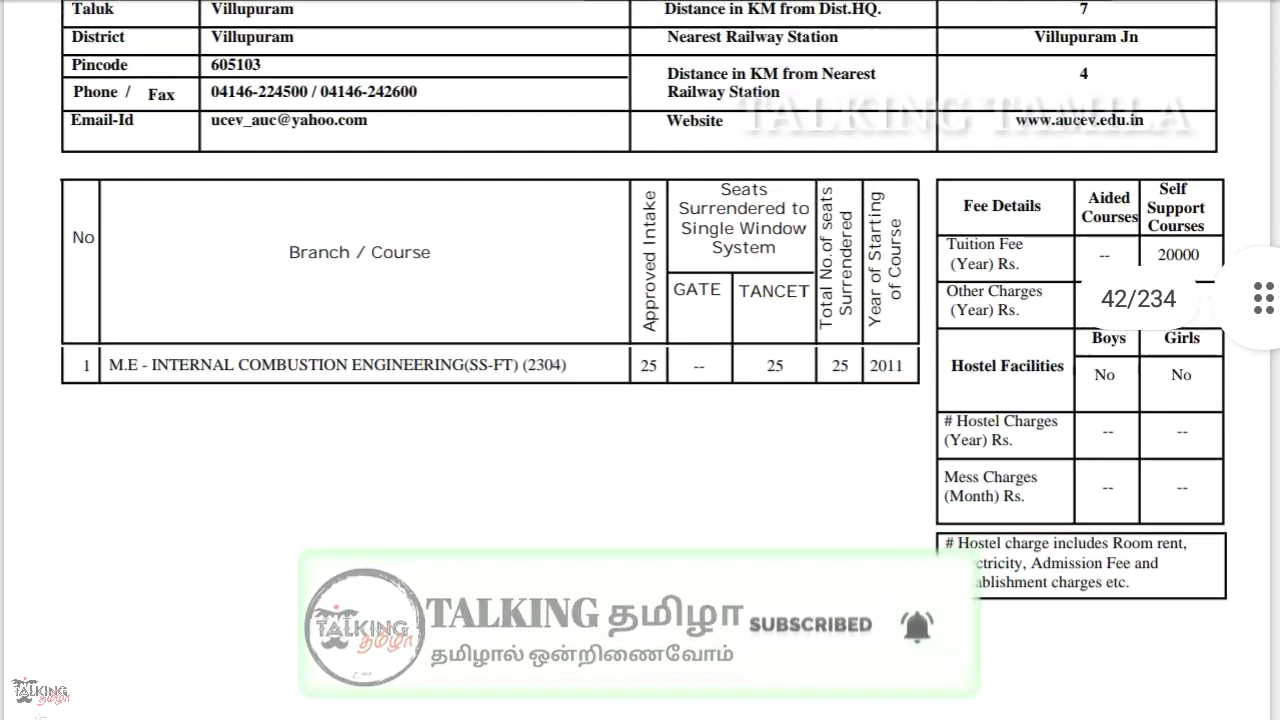 Taluk Villupuram Distance in KM from Dist.HQ. 7
District Villupuram Nearest Railway Station Villupuram Jn
Pincode 605103 Distance in KM from Nearest Railway Station 4
Phone / Fax 04146-224500 / 04146-242600
Email-Id ucev_auc@yahoo.com Website www.aucev.edu.in
TALKING TAMILA
No Branch / Course Approved Intake Seats Surrendered to Single Window System Total No.of seats Surrendered Year of Starting of Course
GATE TANCET
1 M.E - INTERNAL COMBUSTION ENGINEERING(SS-FT) (2304) 25 -- 25 25 2011
Fee Details Aided Courses Self Support Courses
Tuition Fee (Year) Rs. -- 20000
Other Charges (Year) Rs.
42/234
Hostel Facilities Boys Girls
No No
# Hostel Charges (Year) Rs. -- --
Mess Charges (Month) Rs. -- --
# Hostel charge includes Room rent,
Admission Fee and
charges etc.
TALKING தமிழா
TALKING தமிழா SUBSCRIBED
தமிழால் ஒன்றிணைவோம்
TALKING தமிழா